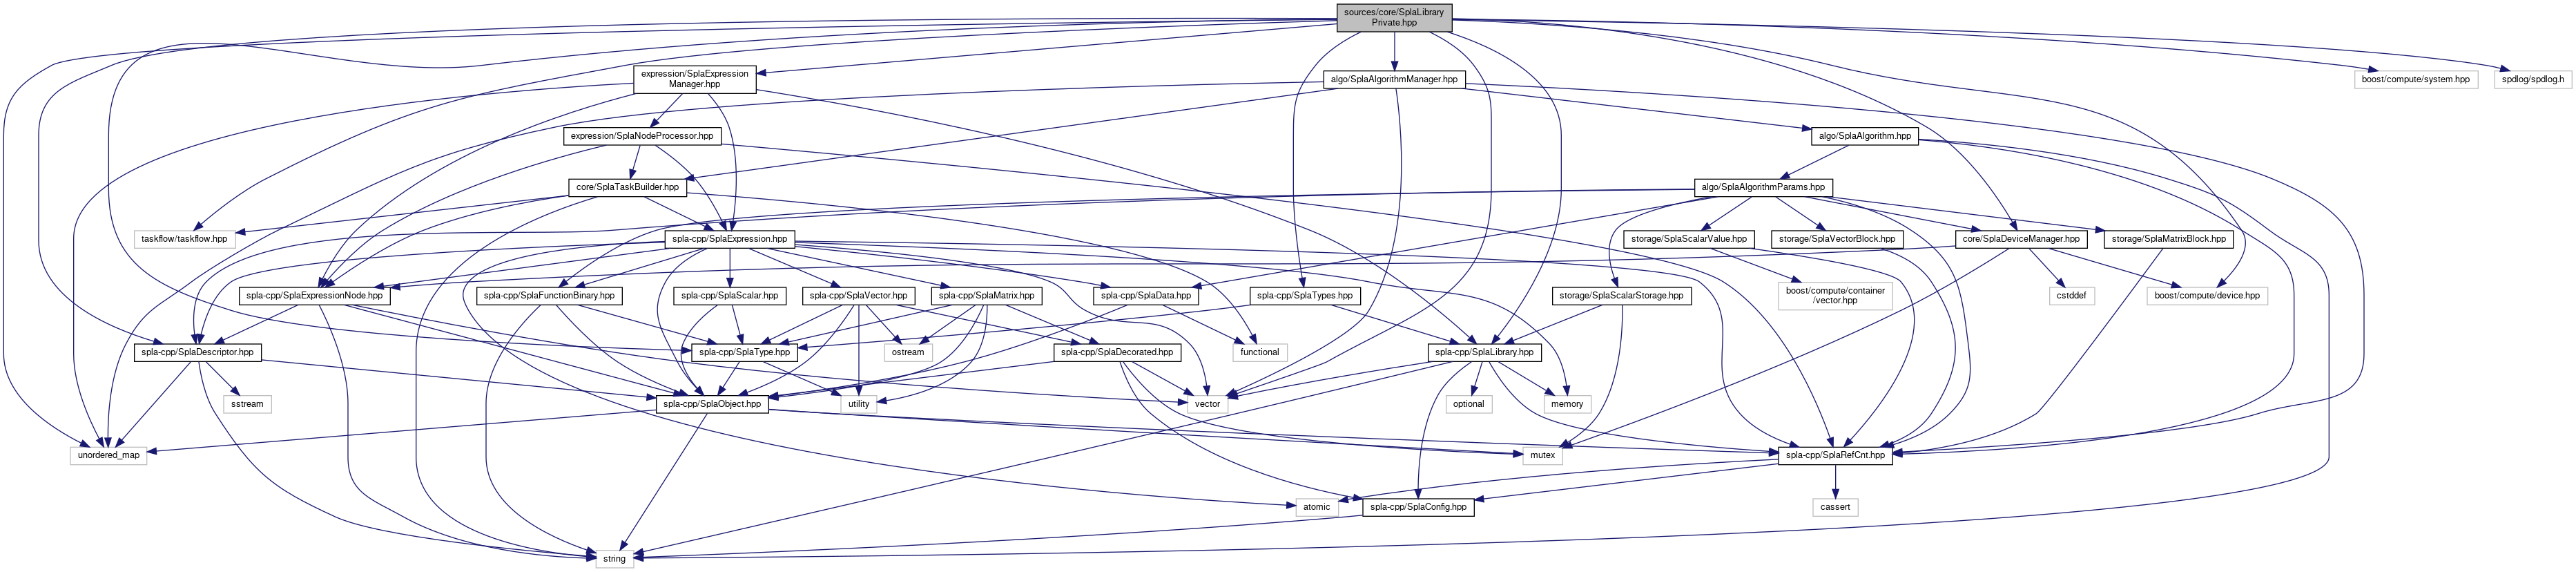 sources/core/SplaLibrary
Private.hpp
expression/SplaExpression
Manager.hpp
algo/SplaAlgorithmManager.hpp
boost/compute/system.hpp
spdlog/spdlog.h
expression/SplaNodeProcessor.hpp
algo/SplaAlgorithm.hpp
core/SplaTaskBuilder.hpp
algo/SplaAlgorithmParams.hpp
taskflow/taskflow.hpp
spla-cpp/SplaExpression.hpp
storage/SplaScalarValue.hpp
storage/SplaVectorBlock.hpp
core/SplaDeviceManager.hpp
storage/SplaMatrixBlock.hpp
spla-cpp/SplaExpressionNode.hpp
spla-cpp/SplaFunctionBinary.hpp
spla-cpp/SplaScalar.hpp
spla-cpp/SplaVector.hpp
spla-cpp/SplaMatrix.hpp
spla-cpp/SplaData.hpp
spla-cpp/SplaTypes.hpp
storage/SplaScalarStorage.hpp
boost/compute/container
/vector.hpp
cstddef
boost/compute/device.hpp
spla-cpp/SplaDescriptor.hpp
spla-cpp/SplaType.hpp
ostream
spla-cpp/SplaDecorated.hpp
functional
spla-cpp/SplaLibrary.hpp
sstream
spla-cpp/SplaObject.hpp
utility
vector
optional
memory
unordered_map
mutex
spla-cpp/SplaRefCnt.hpp
atomic
spla-cpp/SplaConfig.hpp
cassert
string